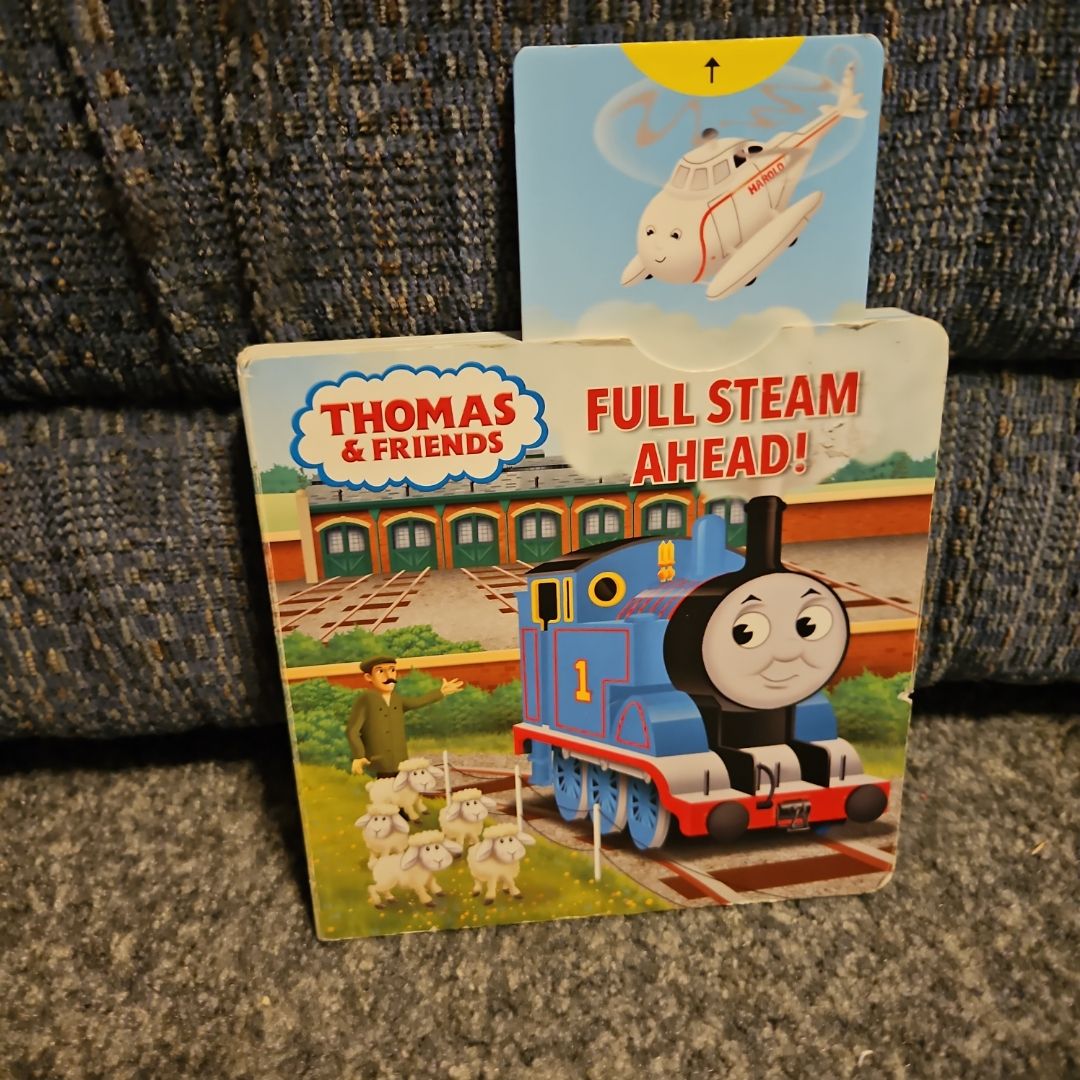 HAROLD
THOMAS
& FRIENDS
FULL STEAM
AHEAD!
1